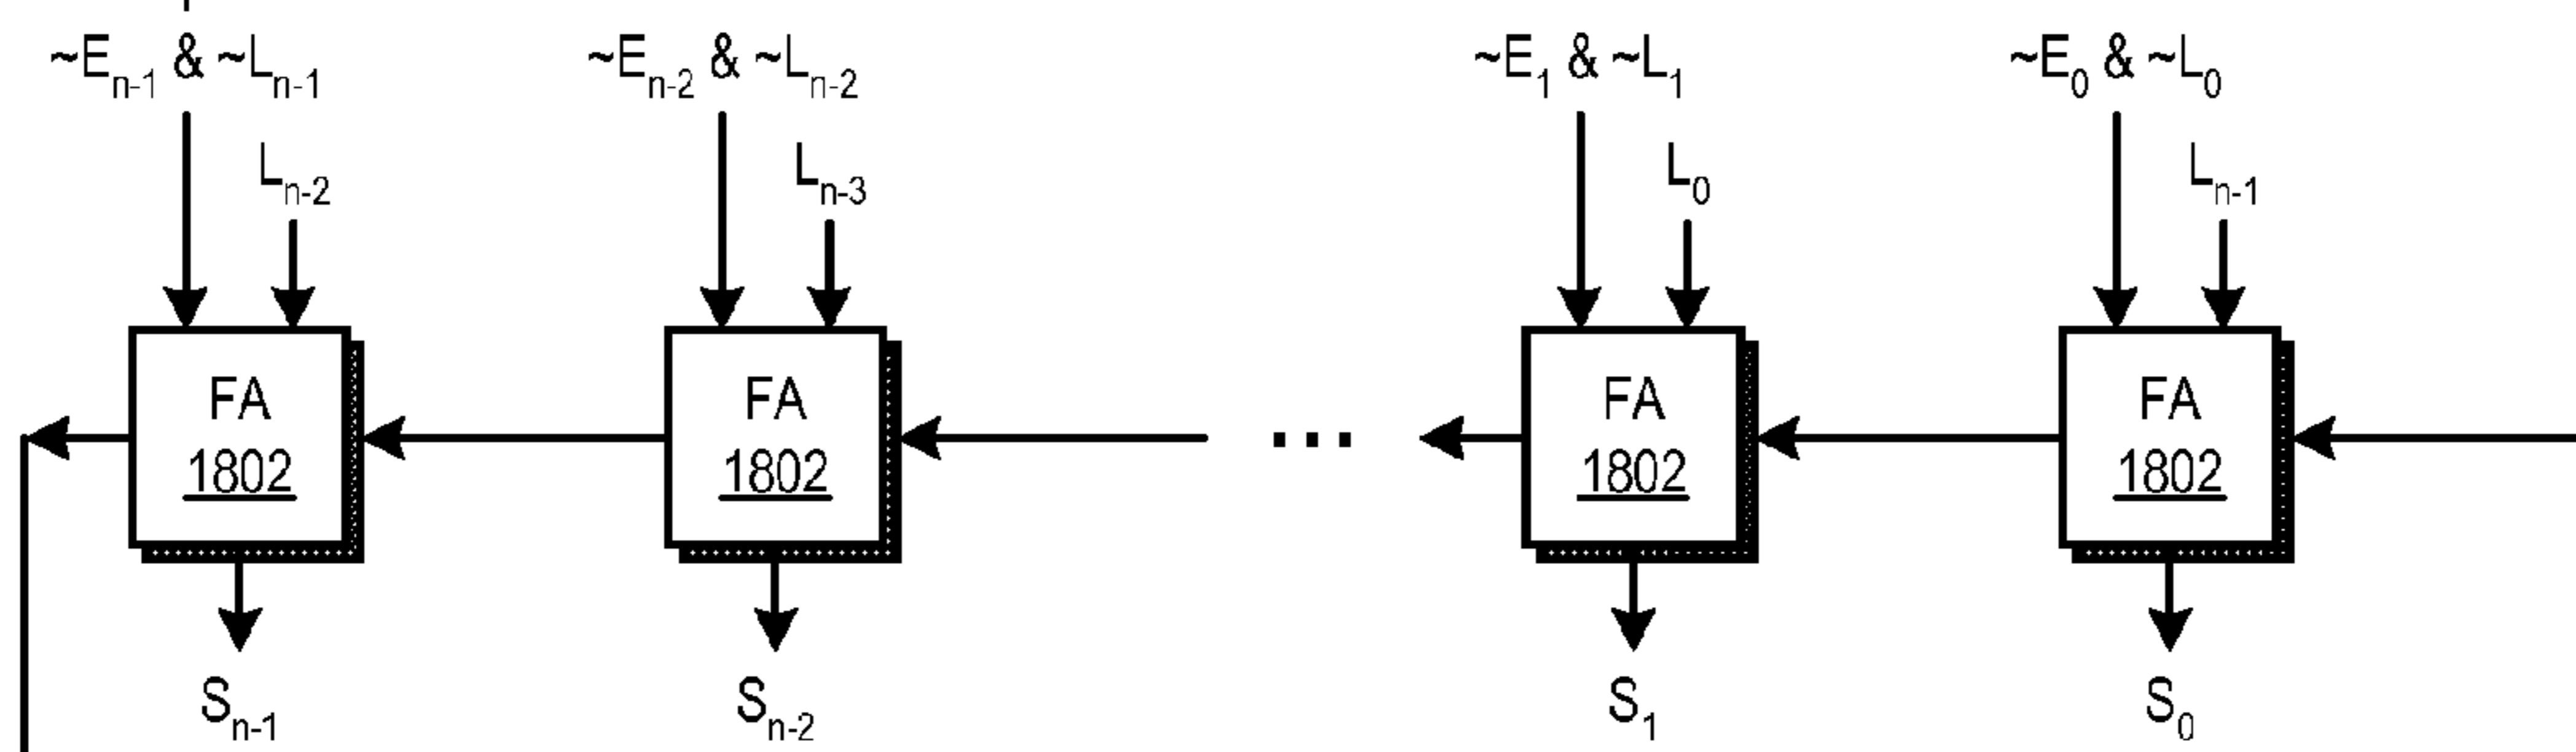 ~Eₙ₋₁ & ~Lₙ₋₁ ~Eₙ₋₂ & ~Lₙ₋₂ ~E₁ & ~L₁ ~E₀ & ~L₀
Lₙ₋₂ Lₙ₋₃ L₀ Lₙ₋₁
FA FA FA FA
1802 1802 ... 1802 1802
Sₙ₋₁ Sₙ₋₂ S₁ S₀